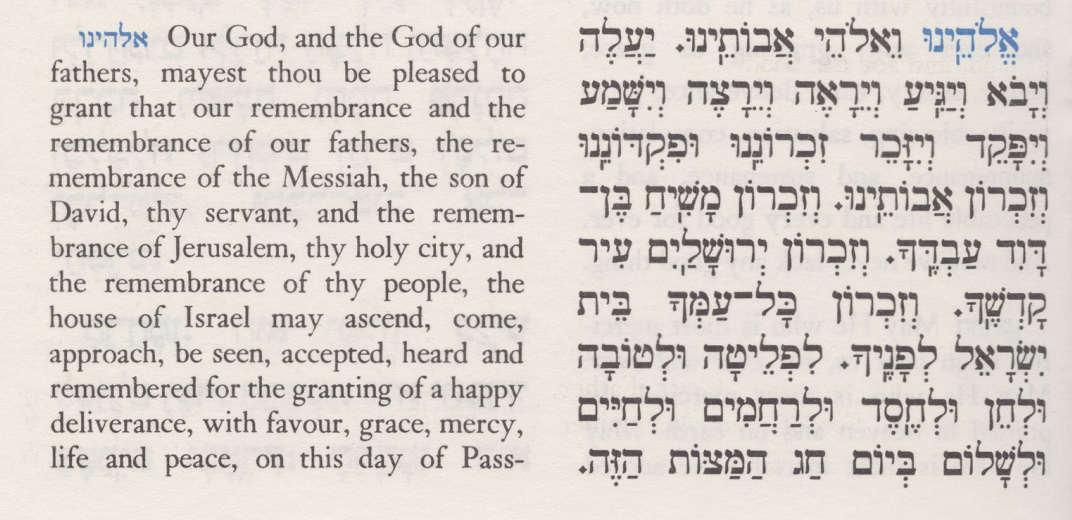 אלהינו Our God, and the God of our
fathers, mayest thou be pleased to
grant that our remembrance and the
remembrance of our fathers, the re-
membrance of the Messiah, the son of
David, thy servant, and the remem-
brance of Jerusalem, thy holy city, and
the remembrance of thy people, the
house of Israel may ascend, come,
approach, be seen, accepted, heard and
remembered for the granting of a happy
deliverance, with favour, grace, mercy,
life and peace, on this day of Pass-
אֱלֹהֵינוּ וֵאלֹהֵי אֲבוֹתֵינוּ. יַעֲלֶה
וְיָבֹא וְיַגִּיעַ וְיֵרָאֶה וְיֵרָצֶה וְיִשָּׁמַע
וְיִפָּקֵד וְיִזָּכֵר זִכְרוֹנֵנוּ וּפִקְדּוֹנֵנוּ
וְזִכְרוֹן אֲבוֹתֵינוּ. וְזִכְרוֹן מָשִׁיחַ בֶּן־
דָּוִד עַבְדֶּךָ. וְזִכְרוֹן יְרוּשָׁלַיִם עִיר
קָדְשֶׁךָ. וְזִכְרוֹן כָּל־עַמְּךָ בֵּית
יִשְׂרָאֵל לְפָנֶיךָ. לִפְלֵיטָה וּלְטוֹבָה
וּלְחֵן וּלְחֶסֶד וּלְרַחֲמִים וּלְחַיִּים
וּלְשָׁלוֹם בְּיוֹם חַג הַמַּצּוֹת הַזֶּה.